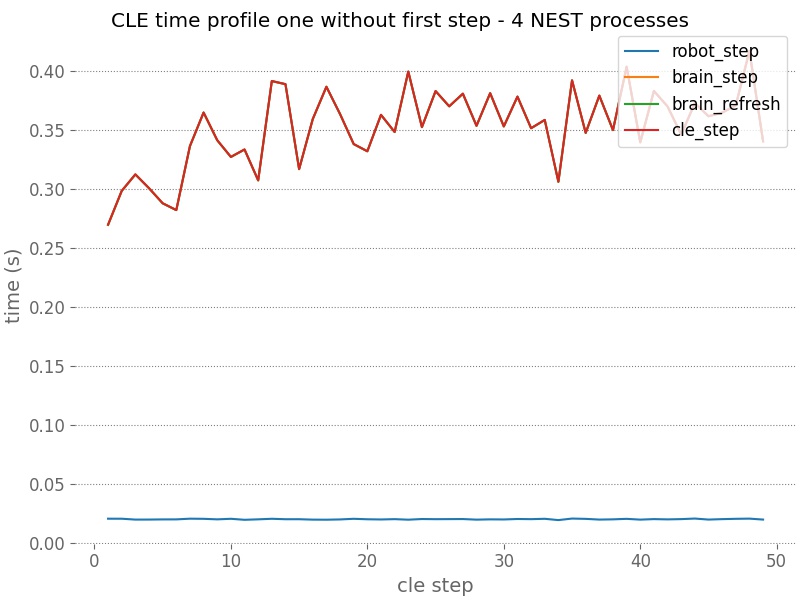 CLE time profile one without first step - 4 NEST processes
robot_step
brain_step
brain_refresh
cle_step
0.40
0.35
0.30
0.25
0.20
0.15
0.10
0.05
0.00
time (s)
0 10 20 30 40 50
cle step